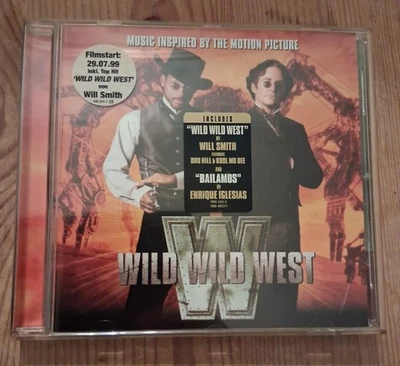 MUSIC INSPIRED BY THE MOTION PICTURE
Filmstart:
29.07.99
inkl. Top Hit
'WILD WILD WEST'
von
Will Smith
INCLUDES
"WILD WILD WEST"
BY
WILL SMITH
FEATURING
DRU HILL & KOOL MO DEE
AND
"BAILAMOS"
BY
ENRIQUE IGLESIAS
W
WILD WILD WEST